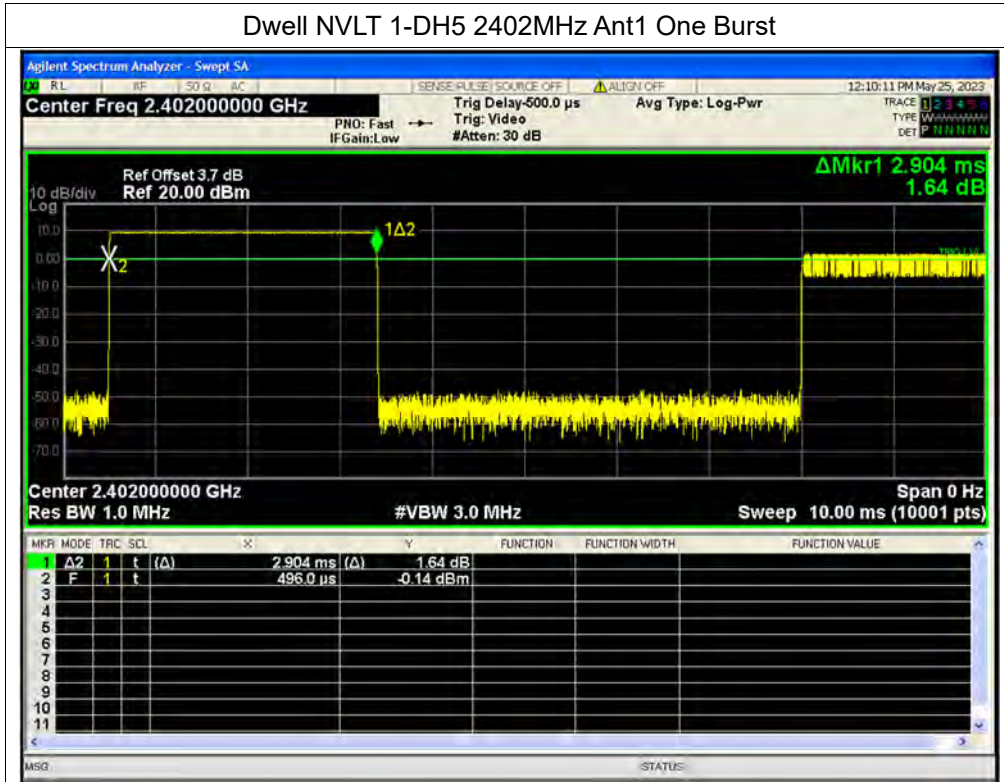 Dwell NVLT 1-DH5 2402MHz Ant1 One Burst
Agilent Spectrum Analyzer - Swept SA
LXI RL RF 50 Ω AC SENSE:PULSE SOURCE OFF ALIGN OFF 12:10:11 PM May 25, 2023
Center Freq 2.402000000 GHz Trig Delay-500.0 µs Avg Type: Log-Pwr TRACE 1 2 3 4 5 6
PNO: Fast Trig: Video TYPE W
IFGain:Low #Atten: 30 dB DET P N N N N N
ΔMkr1 2.904 ms
1.64 dB
Ref Offset 3.7 dB
10 dB/div Ref 20.00 dBm
Log
10.0
1Δ2
0.00
TRIG LVL
2
-10.0
-20.0
-30.0
-40.0
-50.0
-60.0
-70.0
Center 2.402000000 GHz Span 0 Hz
Res BW 1.0 MHz #VBW 3.0 MHz Sweep 10.00 ms (10001 pts)
MKR MODE TRC SCL X Y FUNCTION FUNCTION WIDTH FUNCTION VALUE
1 Δ2 1 t (Δ) 2.904 ms (Δ) 1.64 dB
2 F 1 t 496.0 µs -0.14 dBm
3
4
5
6
7
8
9
10
11
MSG STATUS